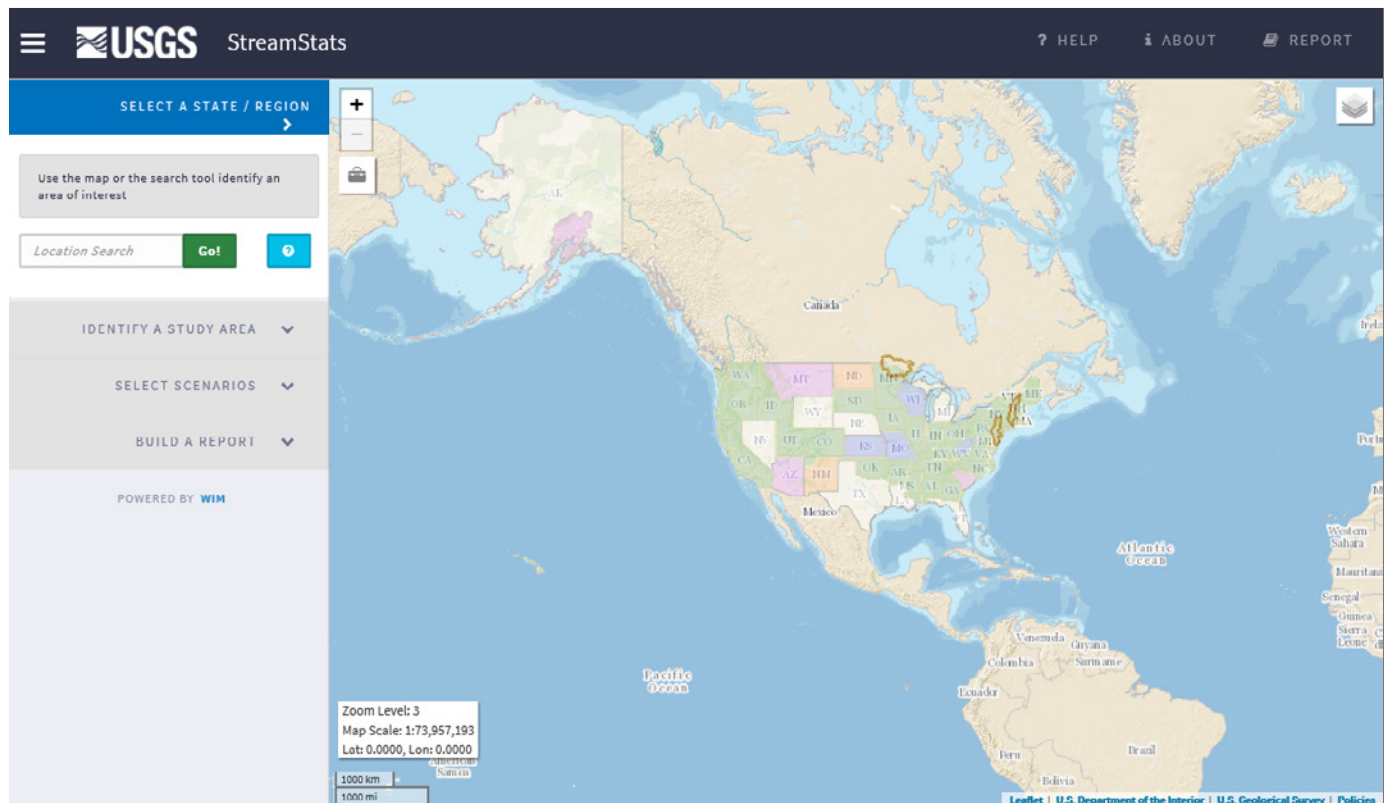 USGS StreamStats
? HELP
i ABOUT
REPORT
SELECT A STATE / REGION
Use the map or the search tool identify an
area of interest
Location Search
Go!
?
IDENTIFY A STUDY AREA
SELECT SCENARIOS
BUILD A REPORT
POWERED BY WIM
+
−
AK
Canada
WA
MT
ND
VT
ME
OR
ID
WY
SD
WI
MI
NE
IA
PA
NV
UT
CO
KS
MO
IL
IN
OH
KY
WV
VA
CA
AZ
NM
OK
AR
TN
NC
TX
MS
AL
GA
Mexico
Atlantic
Ocean
Western
Sahara
Senegal
Guinea
Sierra
Leone
Venezuela
Guyana
Colombia
Suriname
Pacific
Ocean
Ecuador
Peru
Brazil
Bolivia
Zoom Level: 3
Map Scale: 1:73,957,193
Lat: 0.0000, Lon: 0.0000
Samoa
1000 km
1000 mi
Leaflet | U.S. Department of the Interior | U.S. Geological Survey | Policies